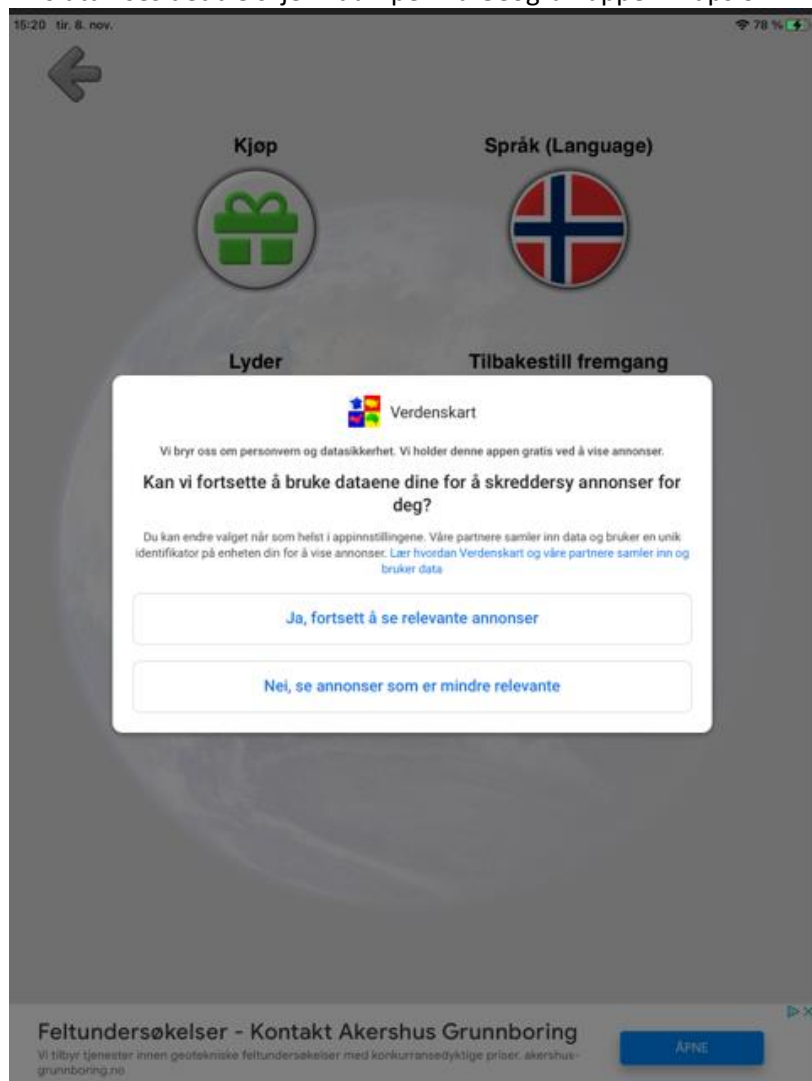 15:20 tir. 8. nov.
78 %
Kjøp
Språk (Language)
Lyder
Tilbakestill fremgang
Verdenskart
Vi bryr oss om personvern og datasikkerhet. Vi holder denne appen gratis ved å vise annonser.
Kan vi fortsette å bruke dataene dine for å skreddersy annonser for
deg?
Du kan endre valget når som helst i appinnstillingene. Våre partnere samler inn data og bruker en unik
identifikator på enheten din for å vise annonser. Lær hvordan Verdenskart og våre partnere samler inn og
bruker data
Ja, fortsett å se relevante annonser
Nei, se annonser som er mindre relevante
Feltundersøkelser - Kontakt Akershus Grunnboring
Vi tilbyr tjenester innen geotekniske feltundersøkelser med konkurransedyktige priser. akershus-
grunnboring.no
ÅPNE